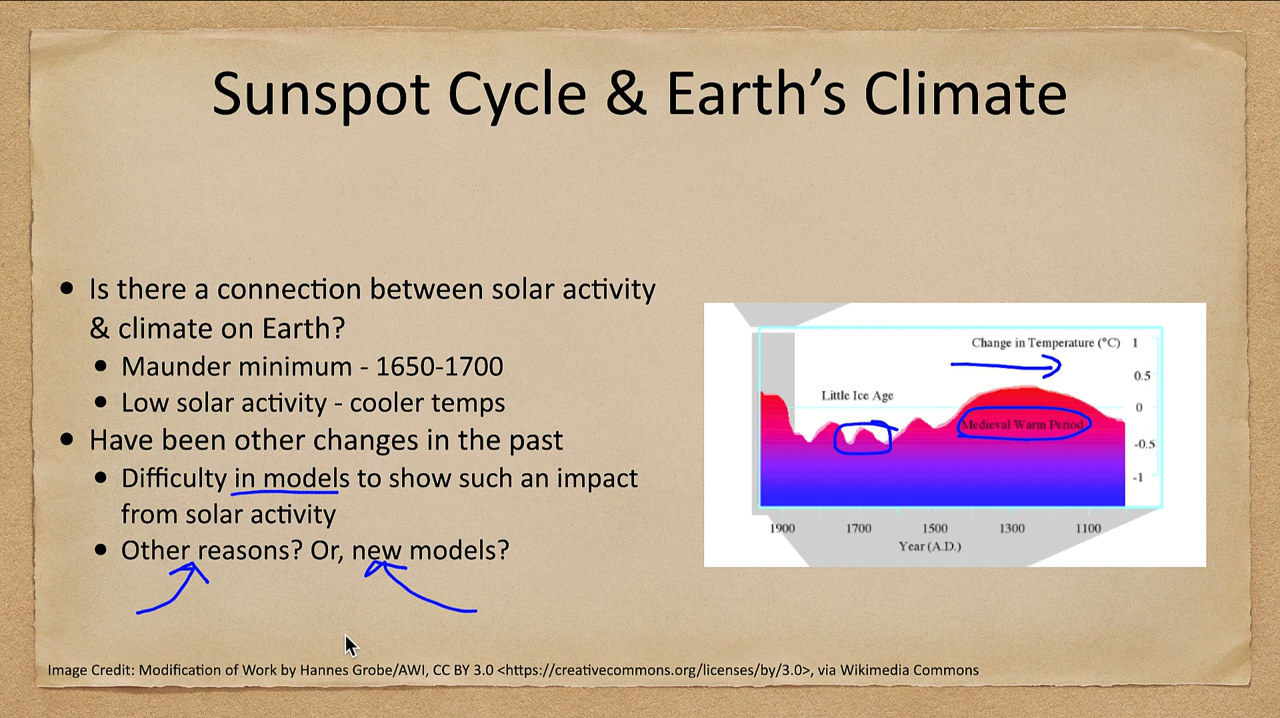 Sunspot Cycle & Earth's Climate
• Is there a connection between solar activity
& climate on Earth?
• Maunder minimum - 1650-1700
• Low solar activity - cooler temps
• Have been other changes in the past
• Difficulty in models to show such an impact
from solar activity
• Other reasons? Or, new models?
Change in Temperature (°C) 1
0.5
Little Ice Age
0
Medieval Warm Period
-0.5
-1
1900 1700 1500 1300 1100
Year (A.D.)
Image Credit: Modification of Work by Hannes Grobe/AWI, CC BY 3.0 <https://creativecommons.org/licenses/by/3.0>, via Wikimedia Commons